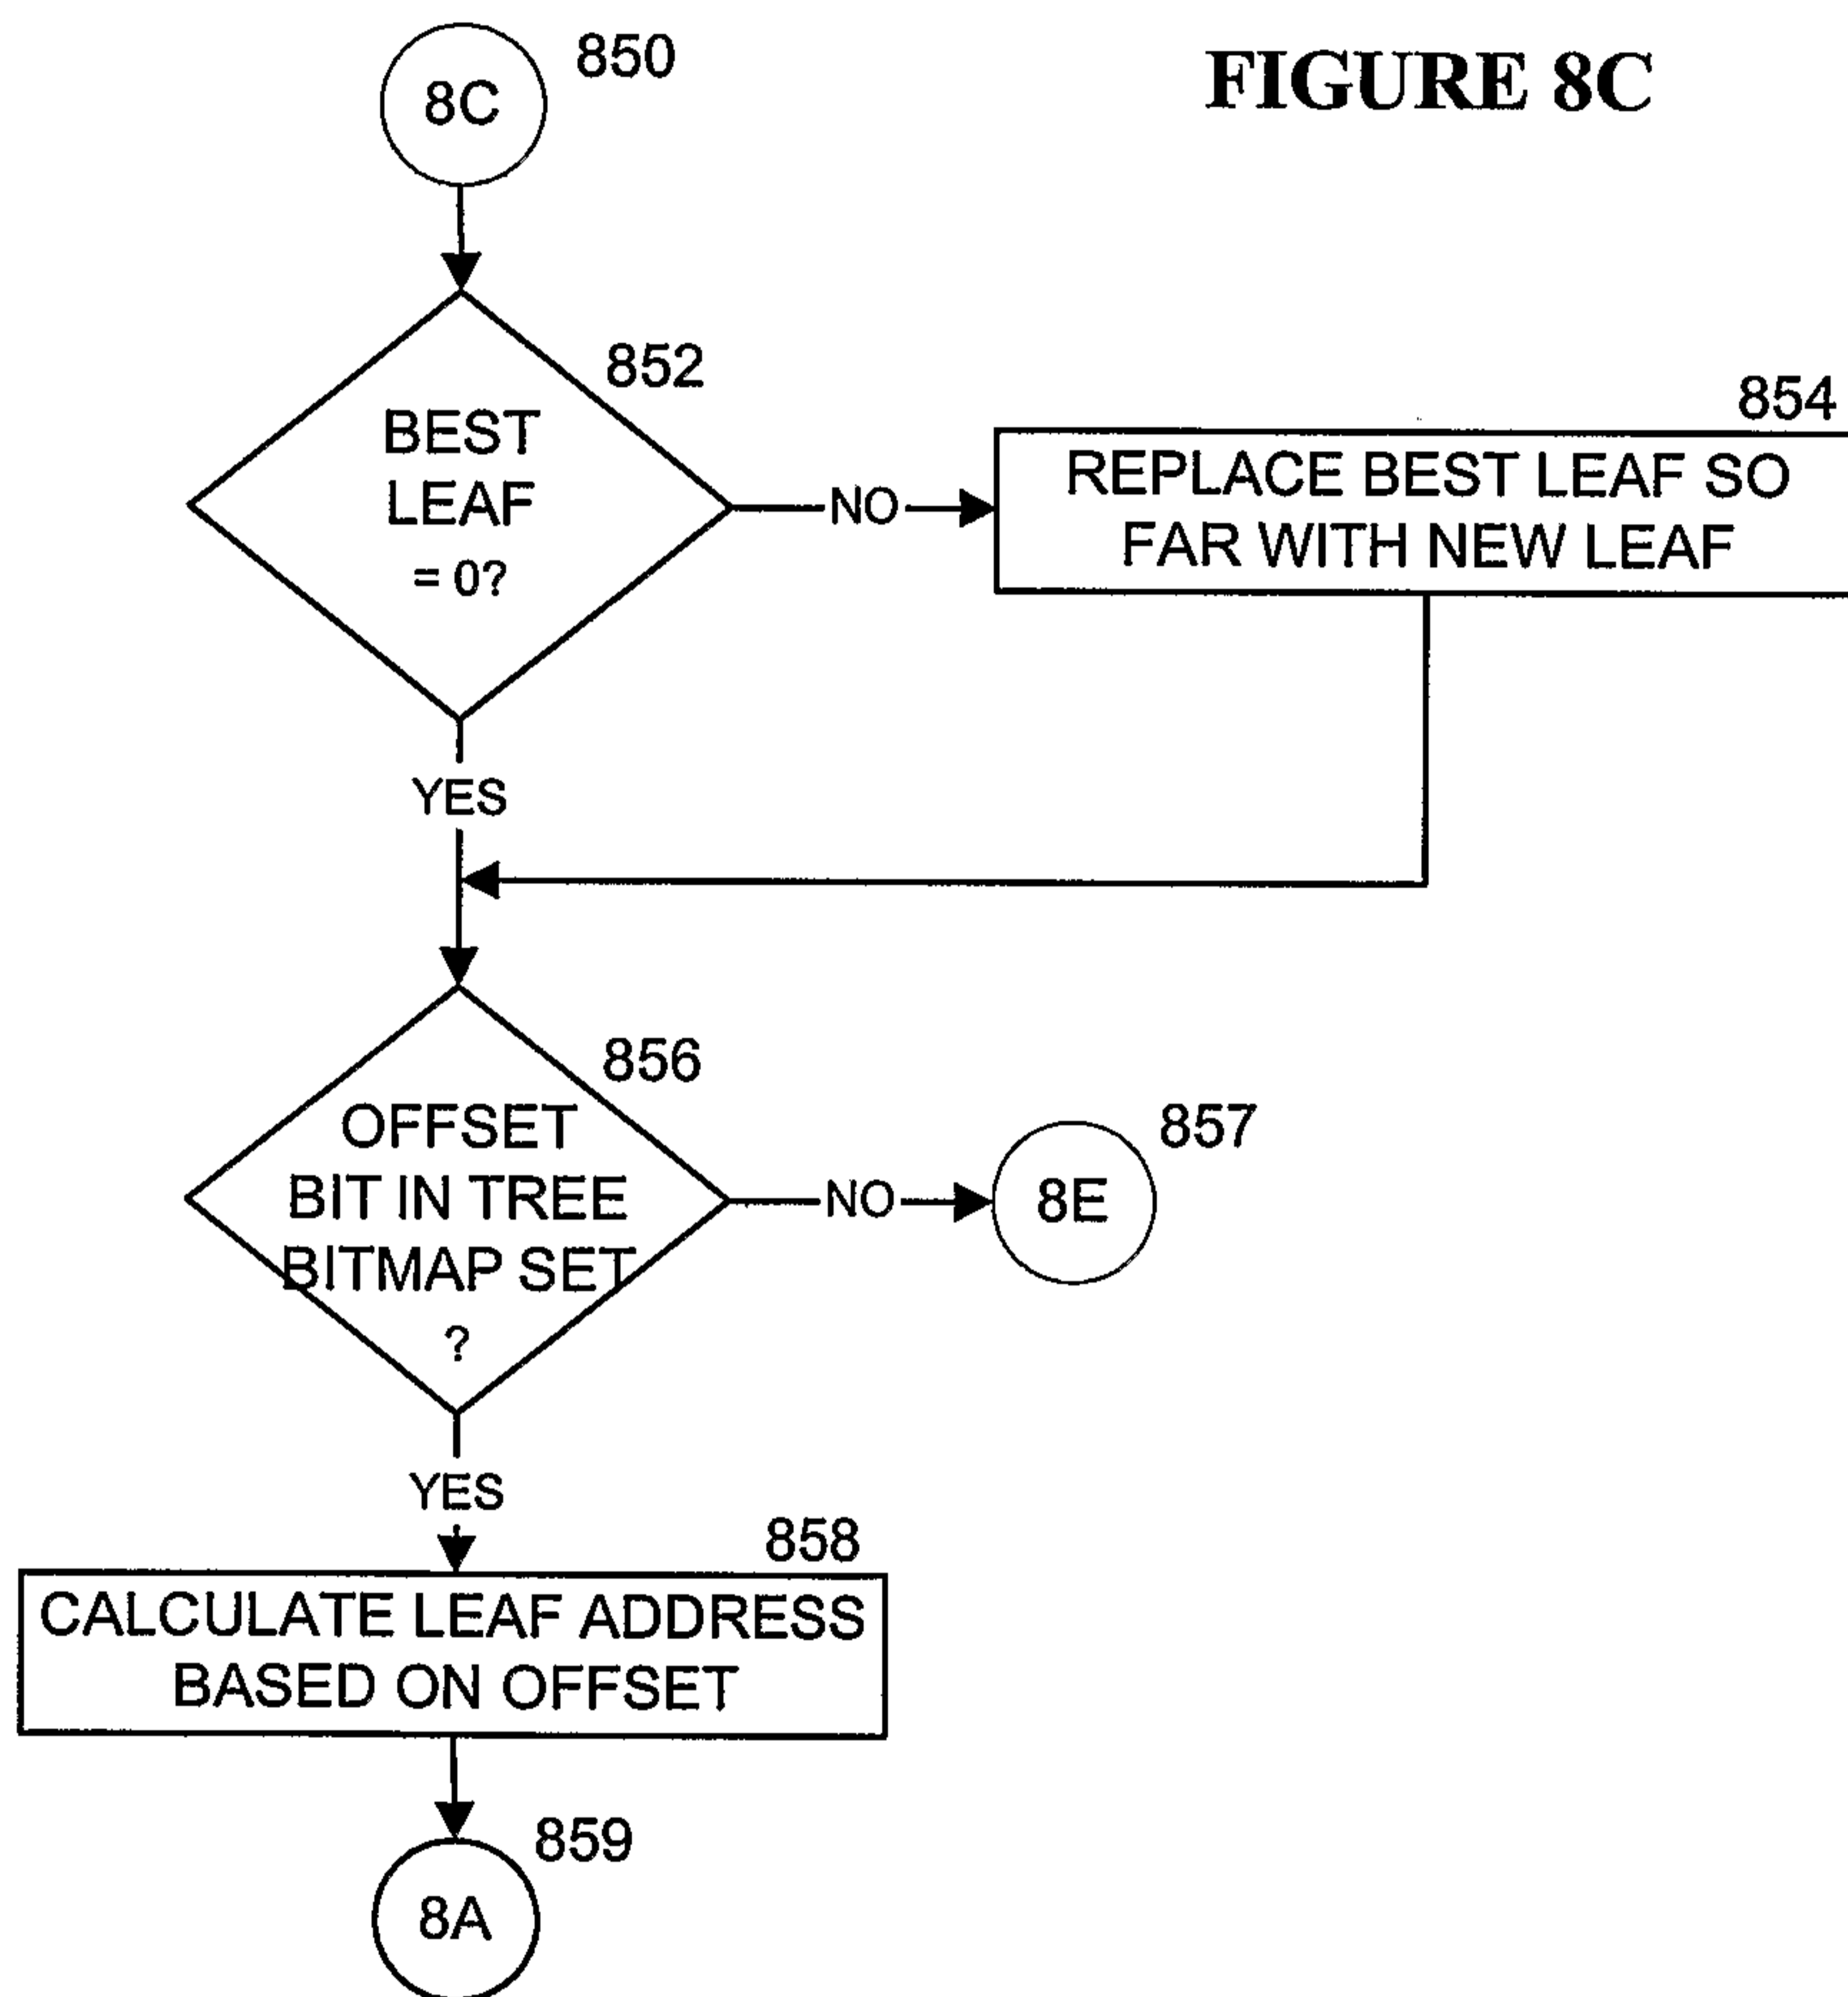 FIGURE 8C
8C
850
852
BEST
LEAF
= 0?
NO
854
REPLACE BEST LEAF SO
FAR WITH NEW LEAF
YES
856
OFFSET
BIT IN TREE
BITMAP SET
?
NO
857
8E
YES
858
CALCULATE LEAF ADDRESS
BASED ON OFFSET
859
8A